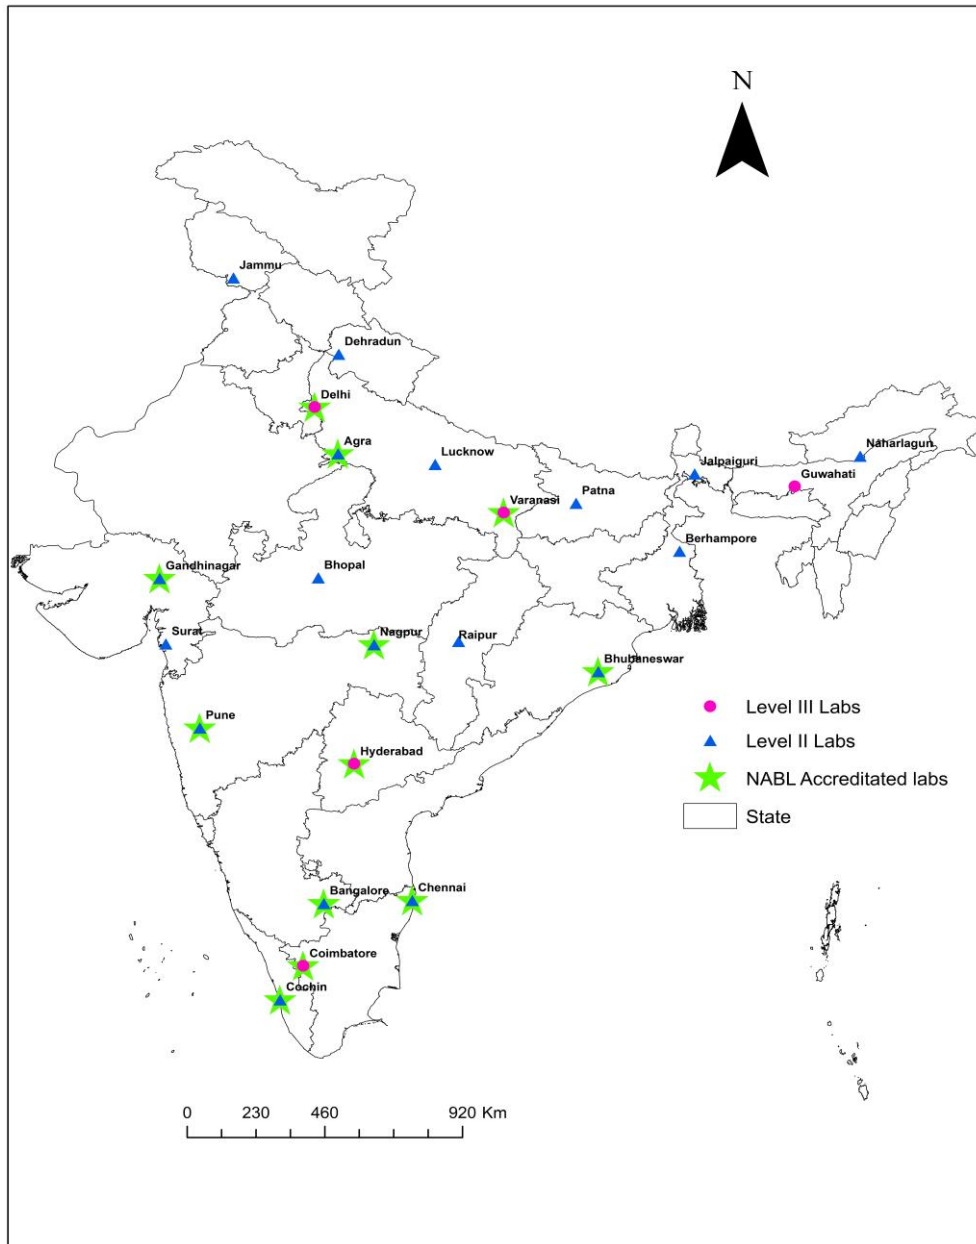 N
Jammu
Dehradun
Delhi
Agra
Lucknow
Naharlagun
Jalpaiguri
Guwahati
Varanasi
Patna
Berhampore
Gandhinagar
Bhopal
Surat
Nagpur
Raipur
Bhubaneswar
Pune
Hyderabad
Level III Labs
Level II Labs
NABL Accreditated labs
State
Bangalore
Chennai
Coimbatore
Cochin
0 230 460 920 Km